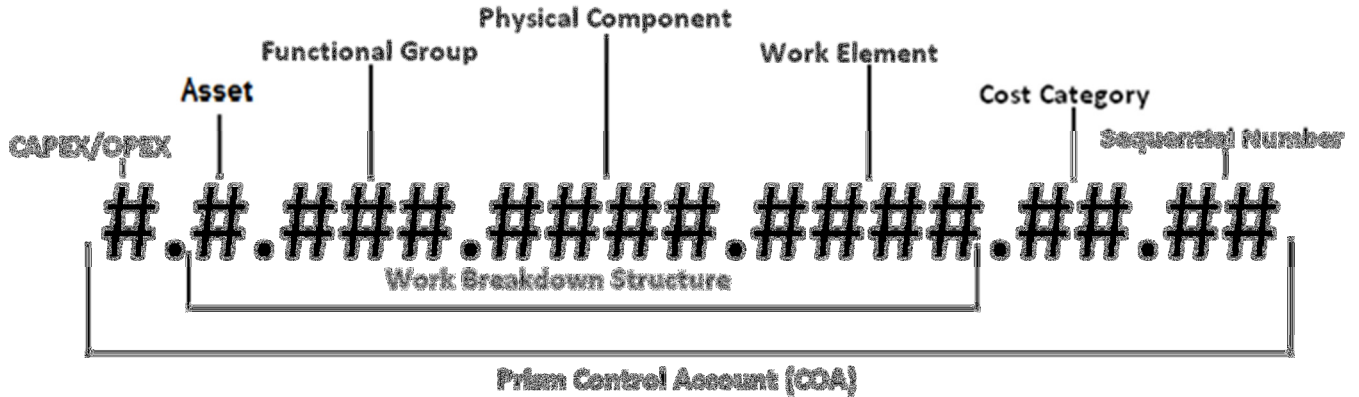 Physical Component
Functional Group
Work Element
Asset
Cost Category
CAPEX/OPEX
Sequential Number
#.#.###.####.####.##.##
Work Breakdown Structure
Prism Control Account (COA)